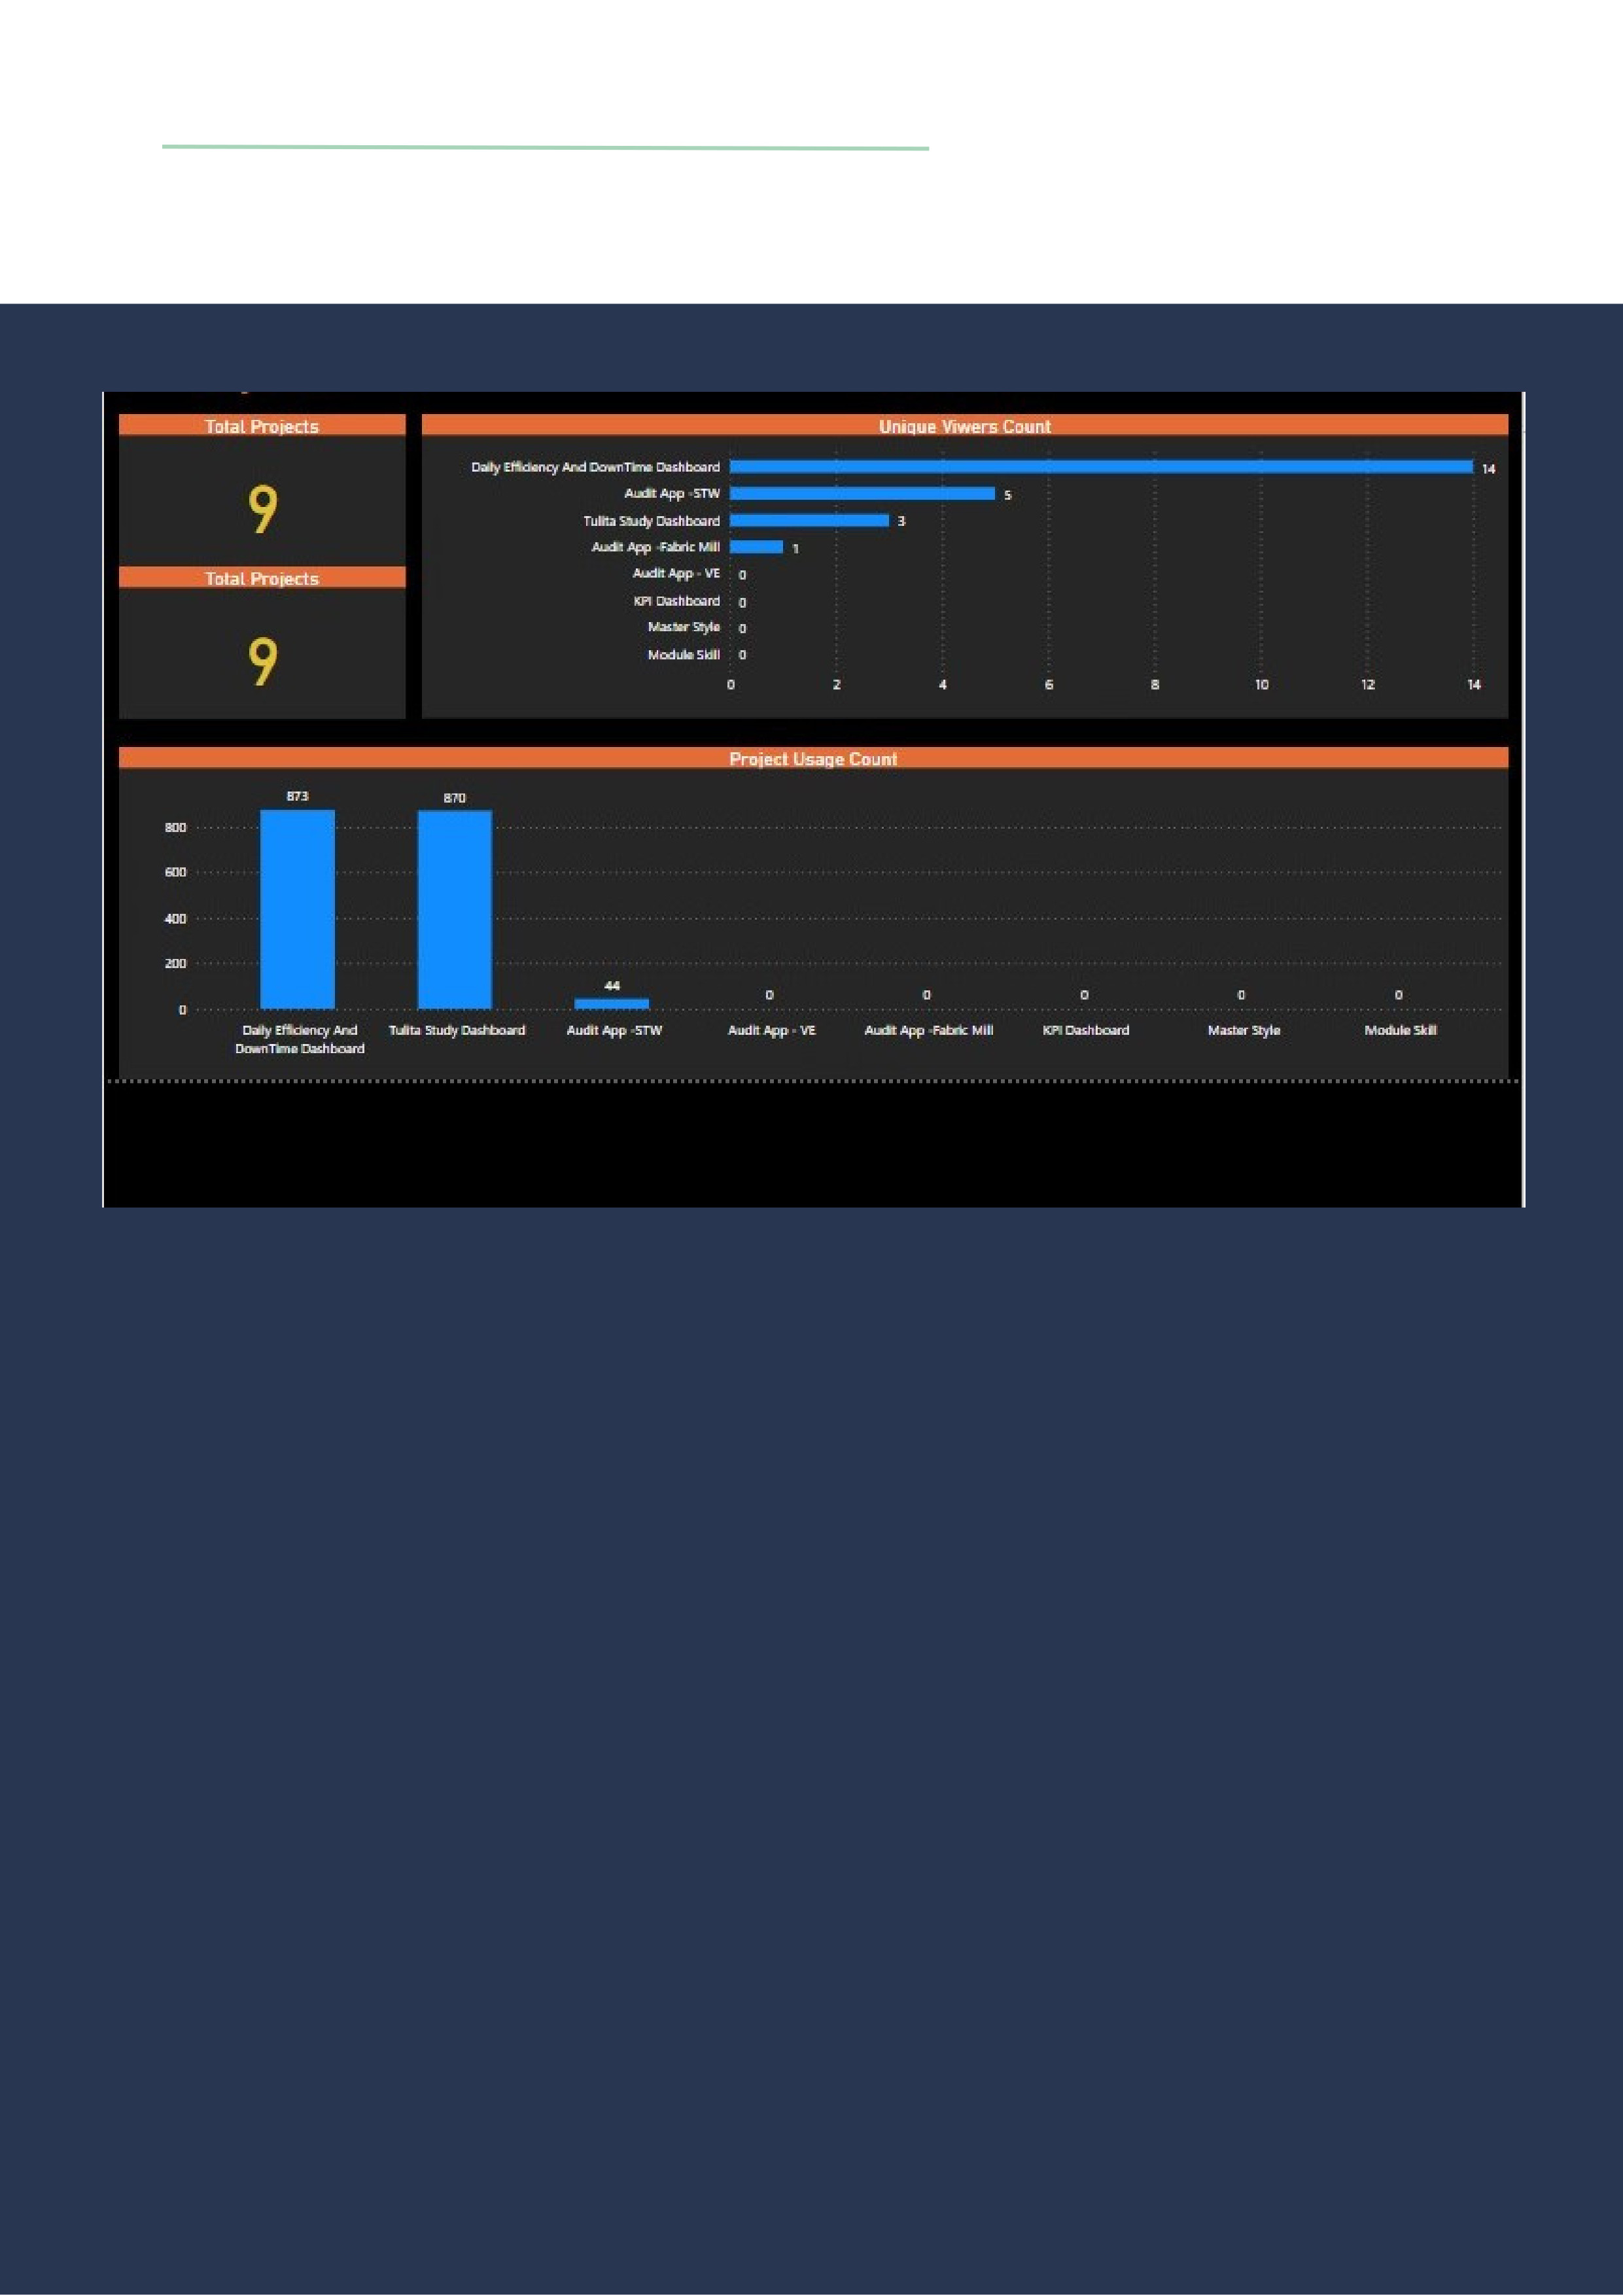 Total Projects
9
Total Projects
9
Unique Viwers Count
Daily Efficiency And DownTime Dashboard 14
Audit App -STW 5
Tulita Study Dashboard 3
Audit App -Fabric Mill 1
Audit App - VE 0
KPI Dashboard 0
Master Style 0
Module Skill 0
0 2 4 6 8 10 12 14
Project Usage Count
873 870 44 0 0 0 0 0
800
600
400
200
0
Daily Efficiency And DownTime Dashboard
Tulita Study Dashboard
Audit App -STW
Audit App - VE
Audit App -Fabric Mill
KPI Dashboard
Master Style
Module Skill